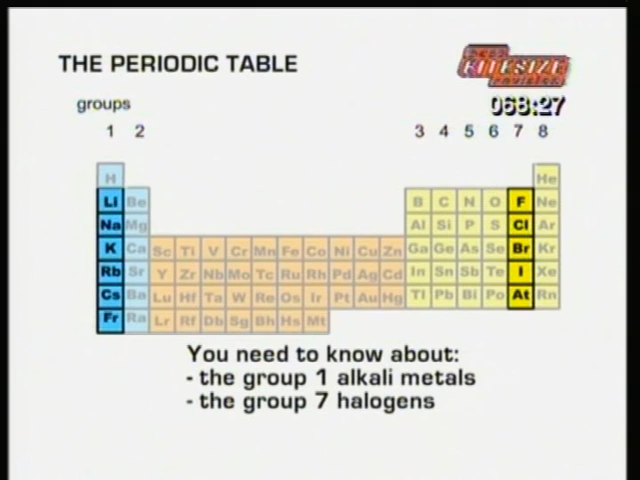 THE PERIODIC TABLE
BITESIZE
068:27
groups
1 2 3 4 5 6 7 8
H He
Li Be B C N O F Ne
Na Mg Al Si P S Cl Ar
K Ca Sc Ti V Cr Mn Fe Co Ni Cu Zn Ga Ge As Se Br Kr
Rb Sr Y Zr Nb Mo Tc Ru Rh Pd Ag Cd In Sn Sb Te I Xe
Cs Ba Lu Hf Ta W Re Os Ir Pt Au Hg Tl Pb Bi Po At Rn
Fr Ra Lr Rf Db Sg Bh Hs Mt
You need to know about:
- the group 1 alkali metals
- the group 7 halogens